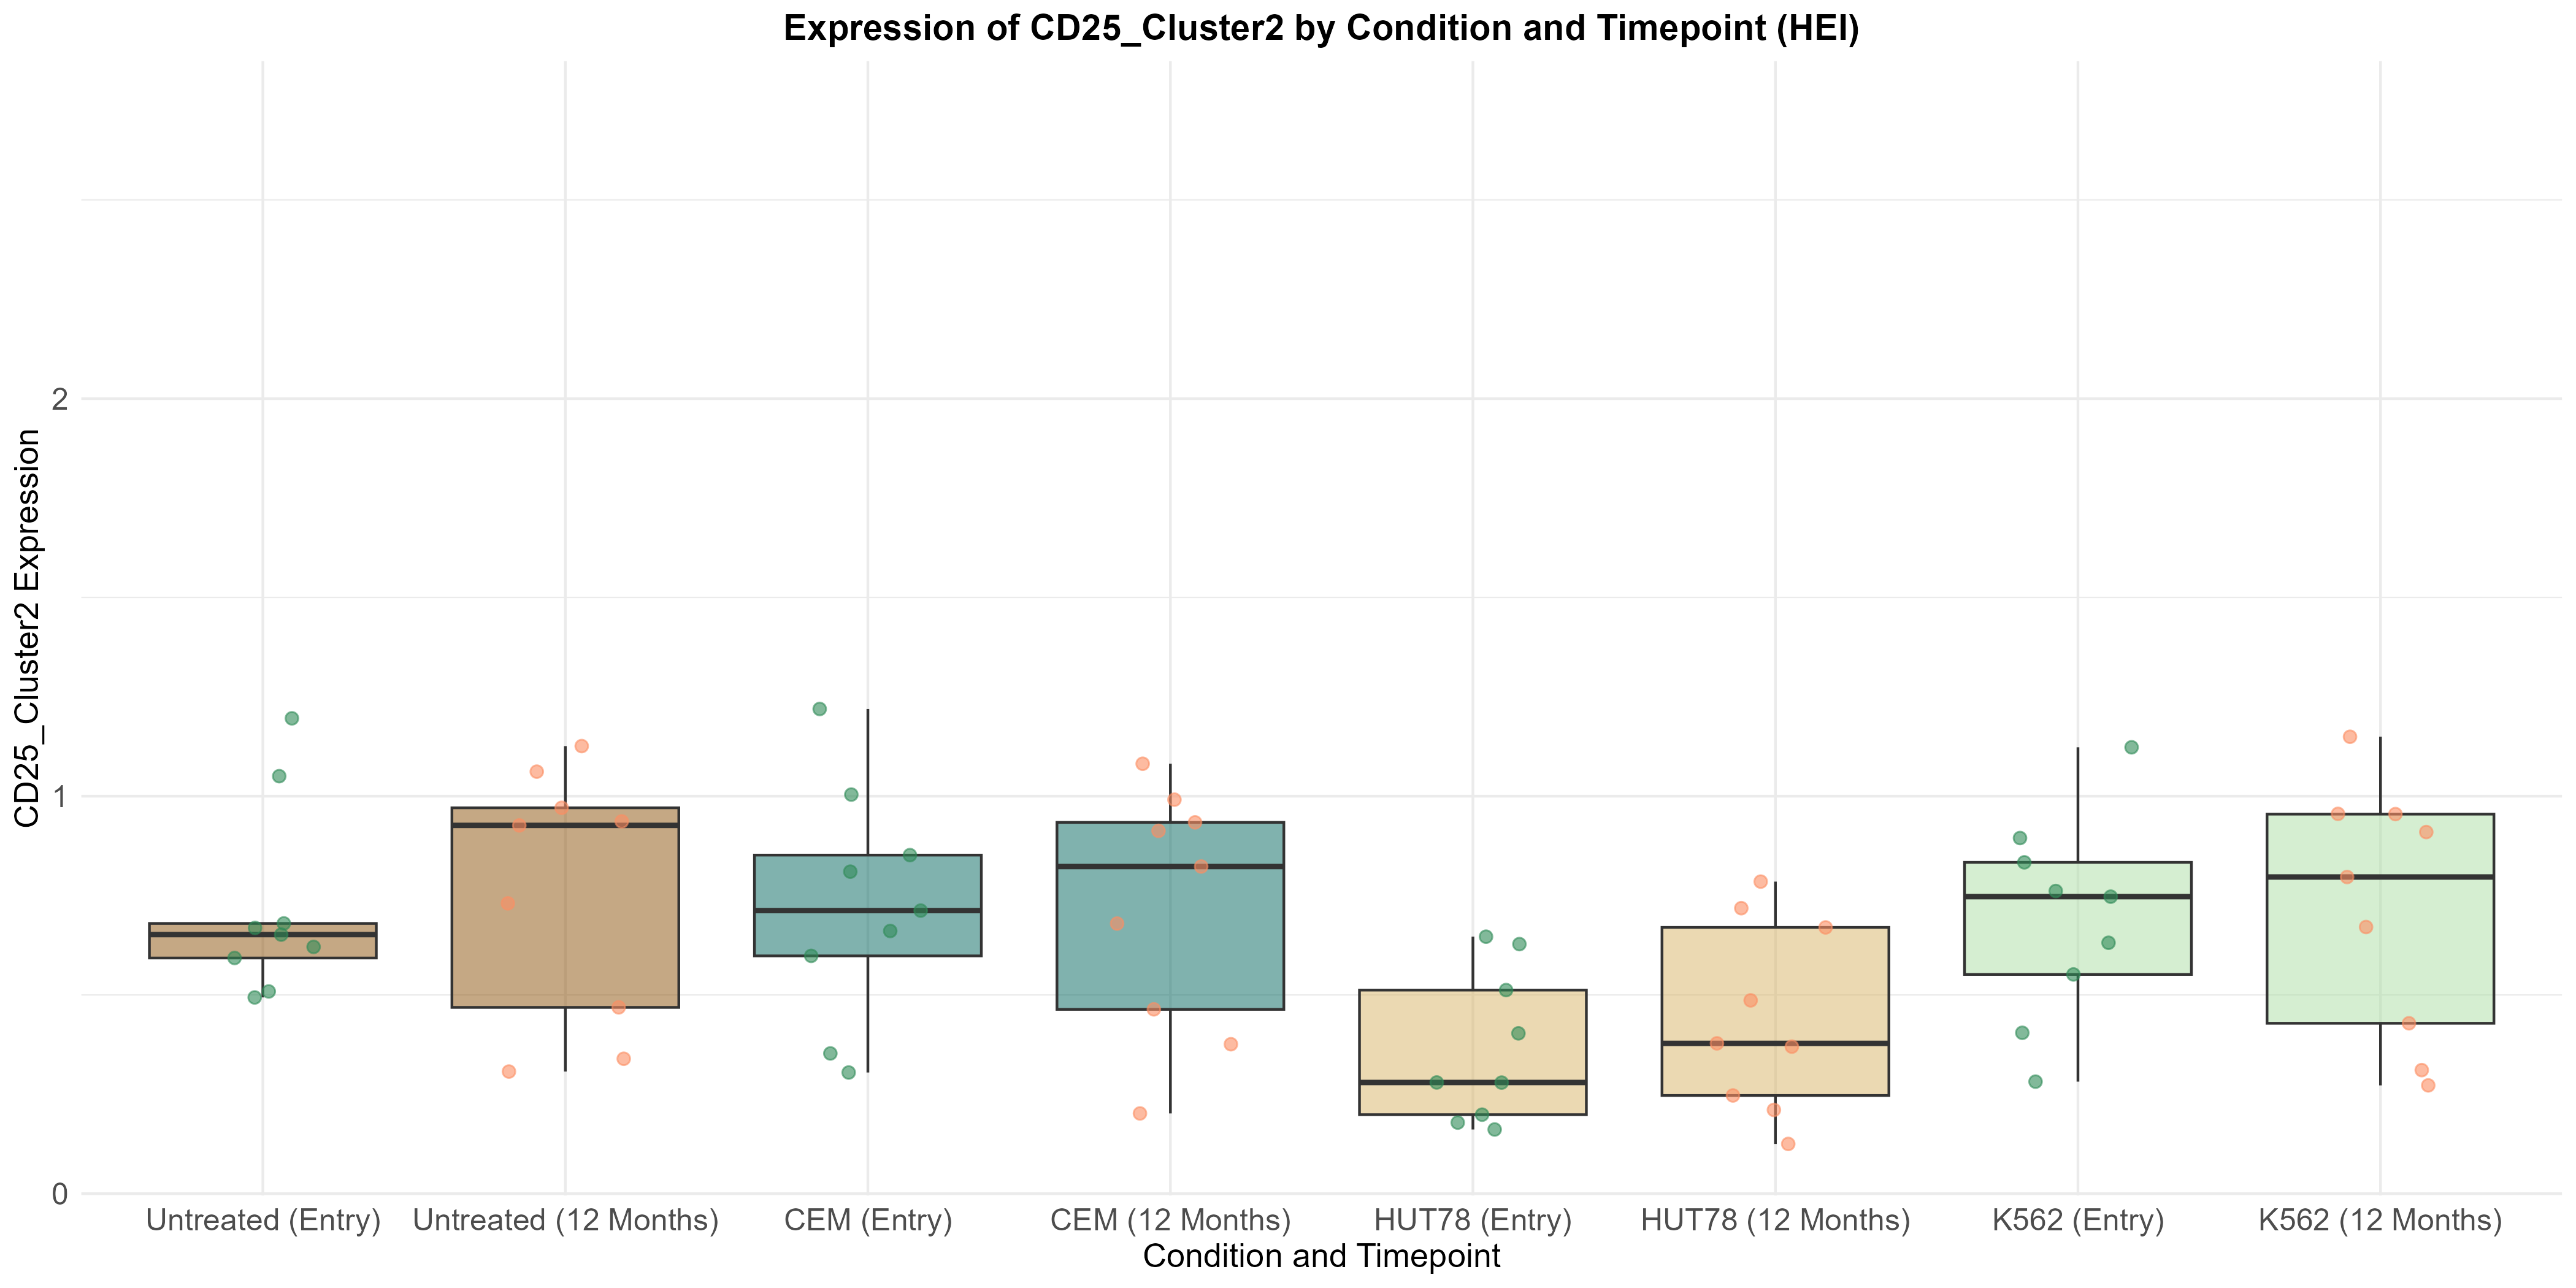 Expression of CD25_Cluster2 by Condition and Timepoint (HEI)
CD25_Cluster2 Expression
2
1
0
Untreated (Entry) Untreated (12 Months) CEM (Entry) CEM (12 Months) HUT78 (Entry) HUT78 (12 Months) K562 (Entry) K562 (12 Months)
Condition and Timepoint